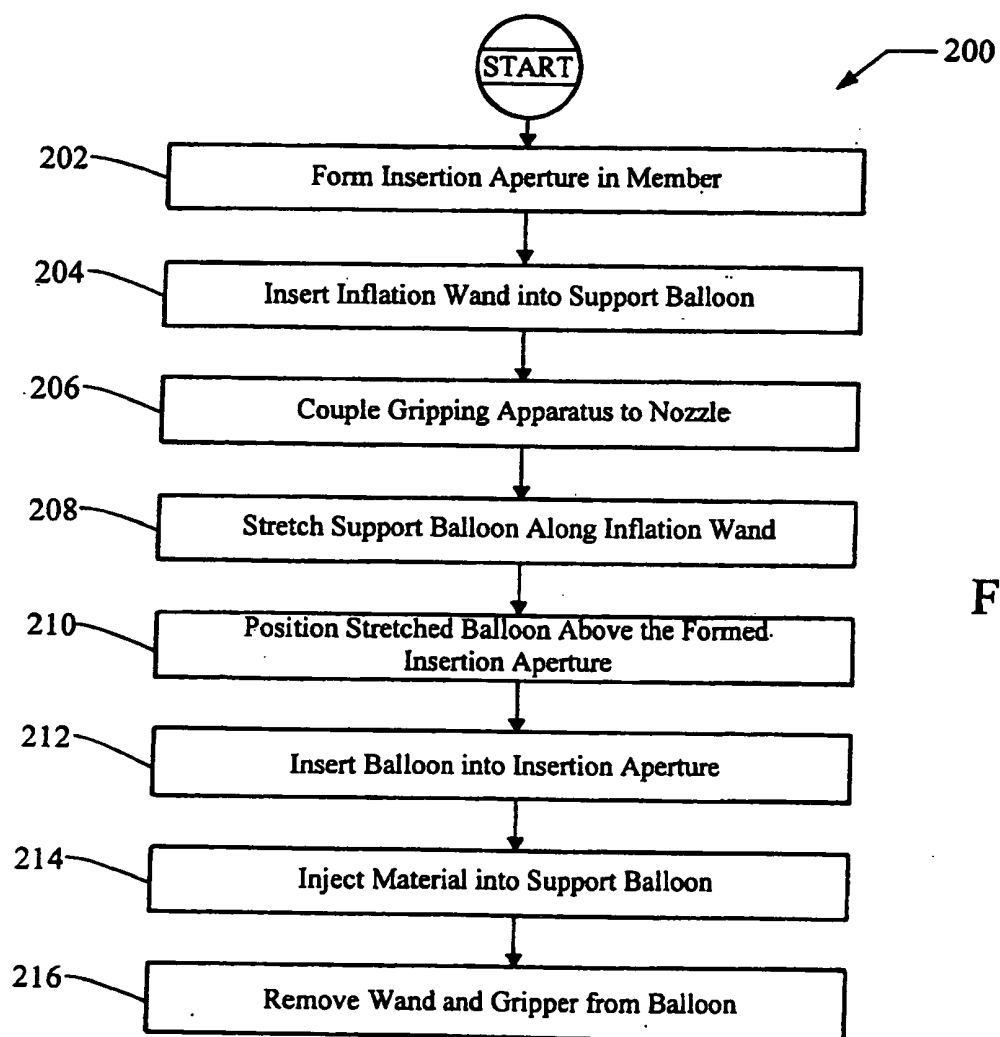 START
200
202
Form Insertion Aperture in Member
204
Insert Inflation Wand into Support Balloon
206
Couple Gripping Apparatus to Nozzle
208
Stretch Support Balloon Along Inflation Wand
210
Position Stretched Balloon Above the Formed
Insertion Aperture
F
212
Insert Balloon into Insertion Aperture
214
Inject Material into Support Balloon
216
Remove Wand and Gripper from Balloon